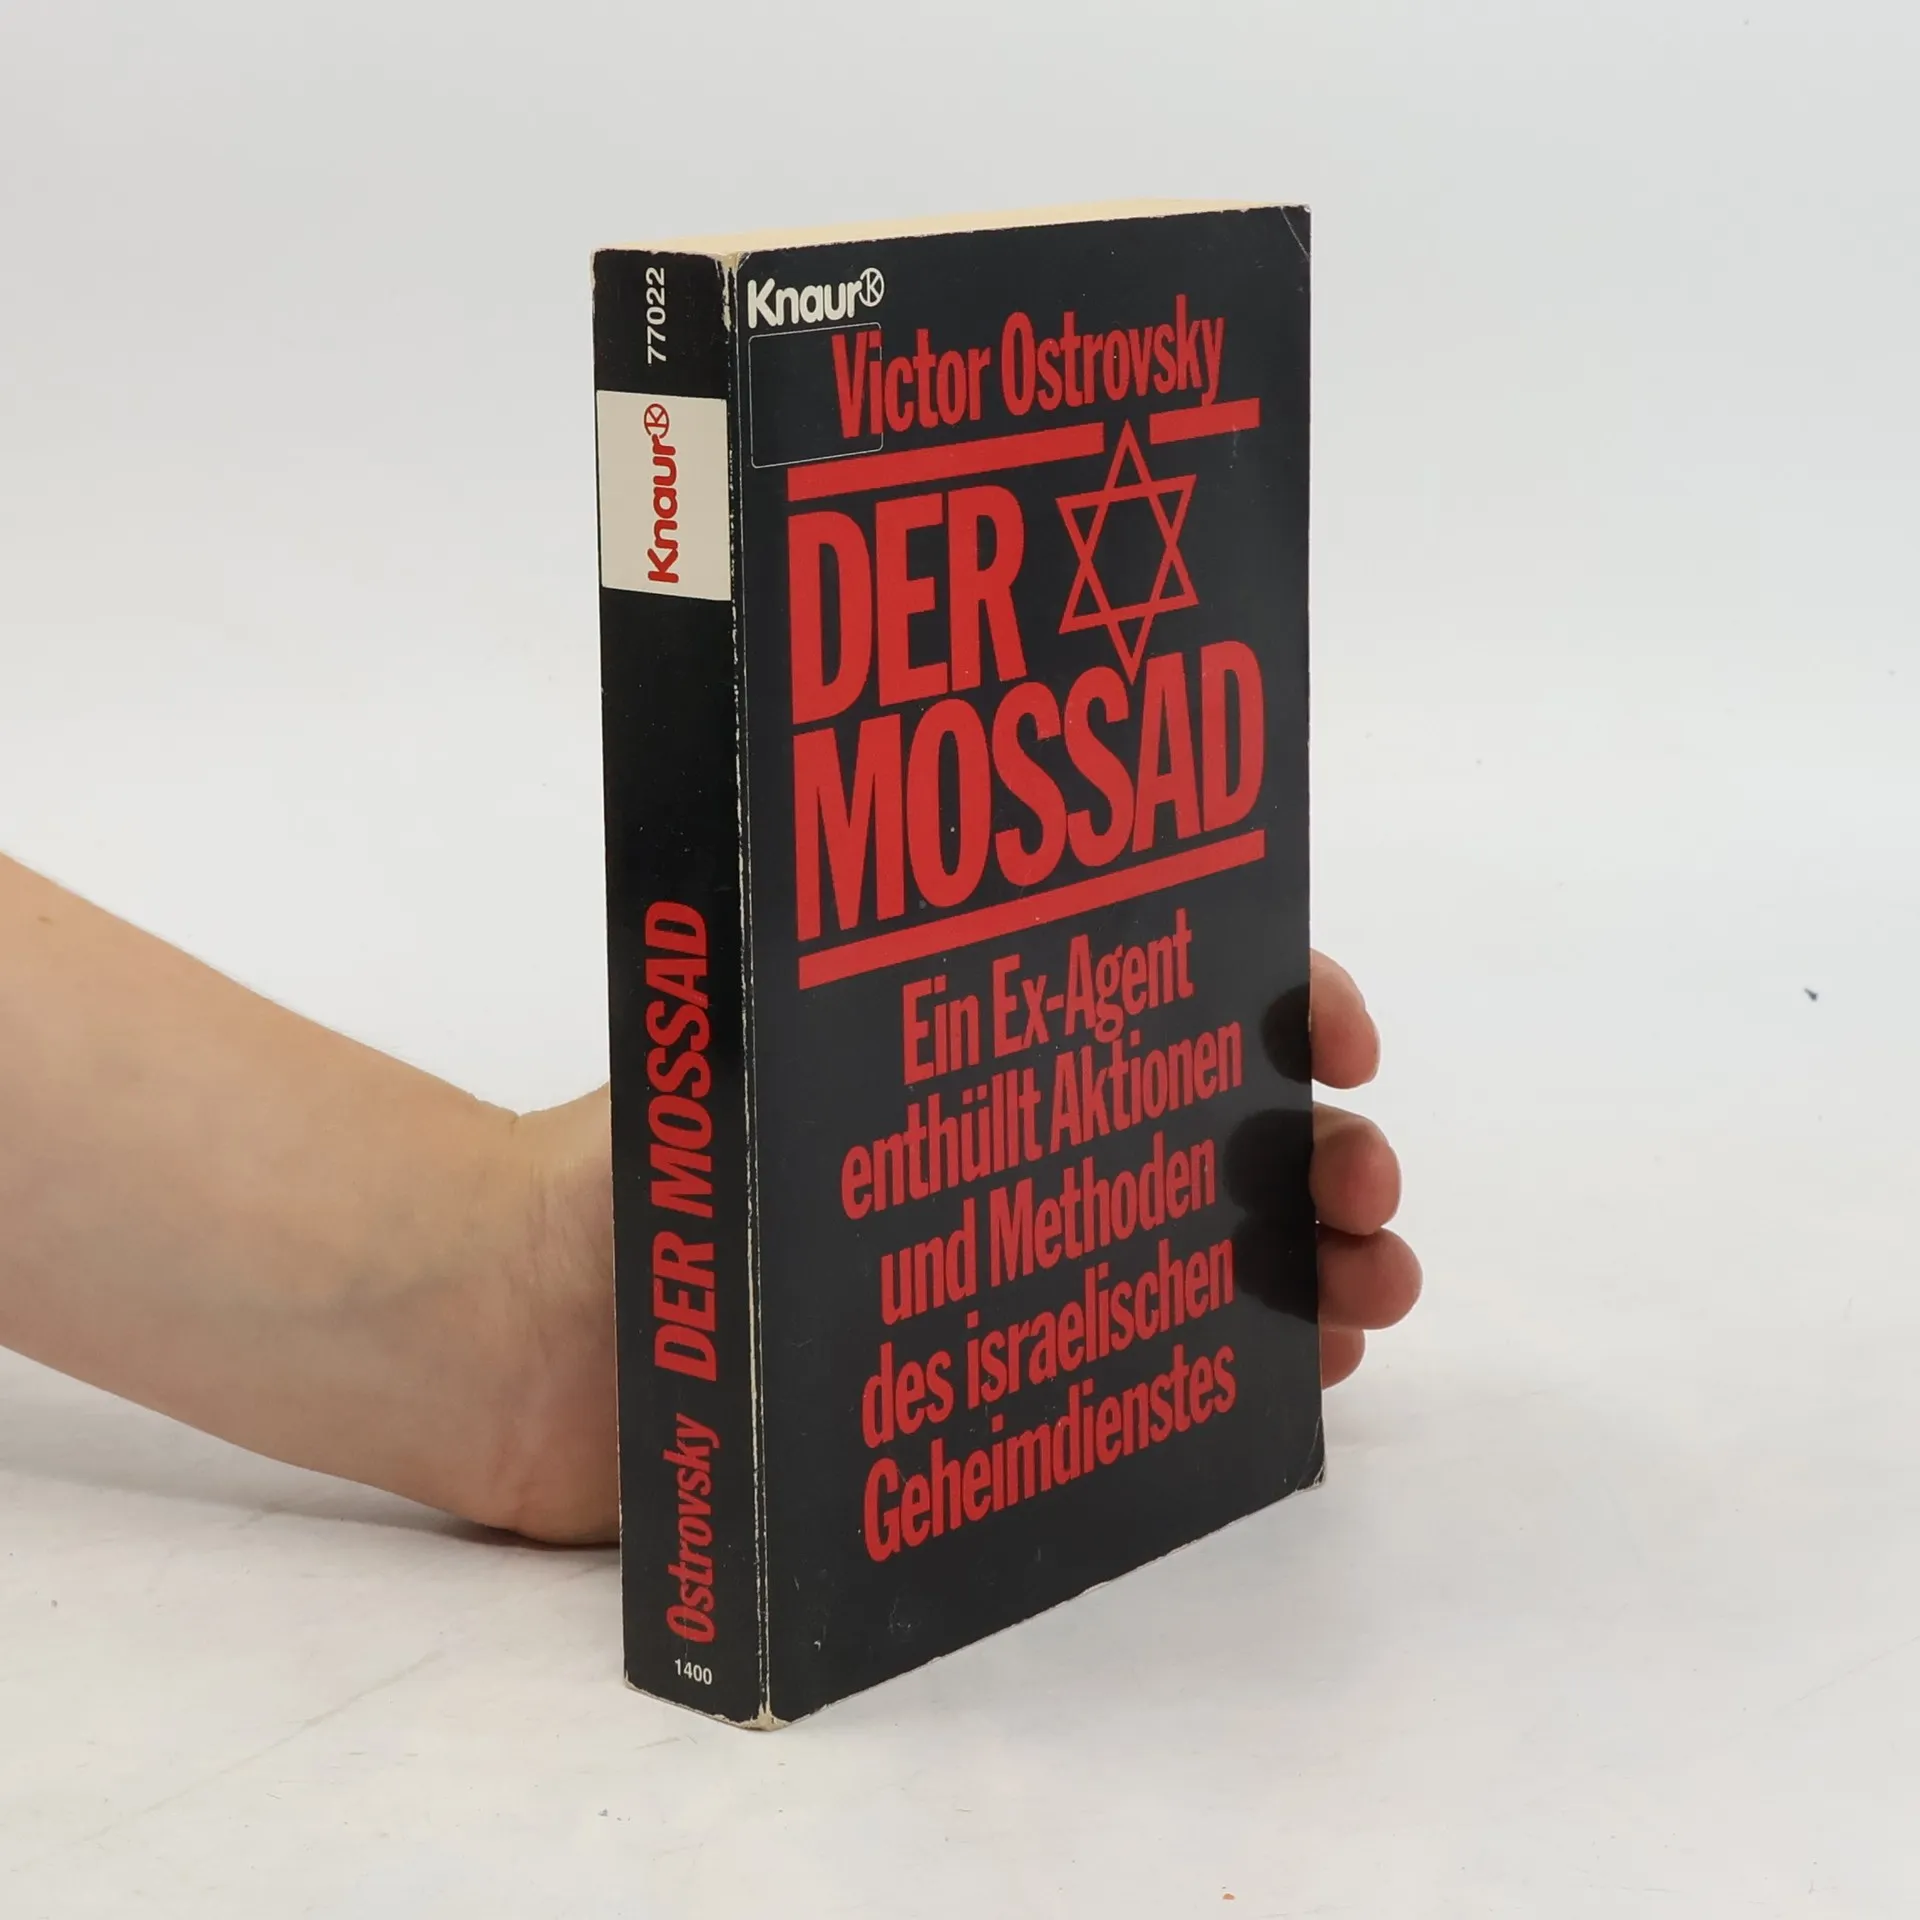 77022
Knaur
Ostrovsky DER MOSSAD
1400
Knaur
Victor Ostrovsky
DER
MOSSAD
Ein Ex-Agent
enthüllt Aktionen
und Methoden
des israelischen
Geheimdienstes